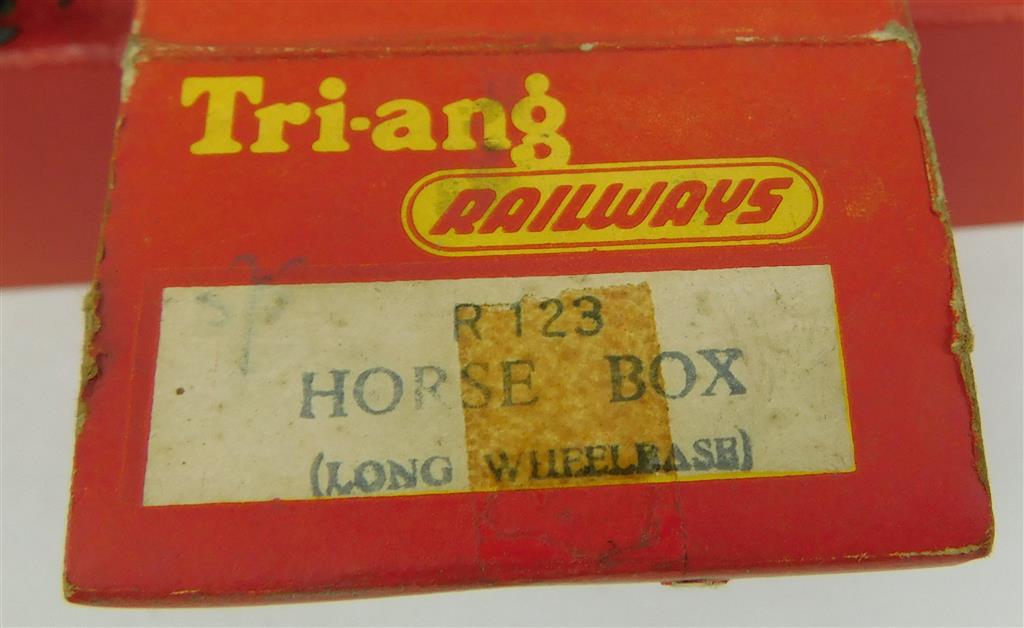 Tri-ang
RAILWAYS
R 123
HORSE BOX
(LONG WHEELBASE)